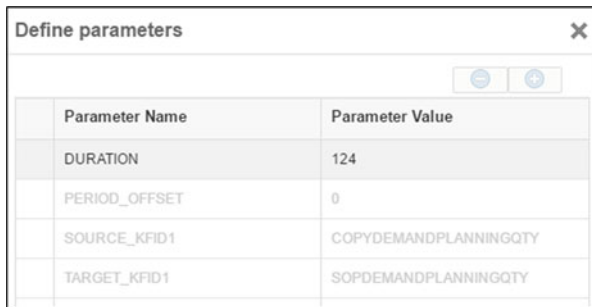 Define parameters
Parameter Name Parameter Value
DURATION 124
PERIOD_OFFSET 0
SOURCE_KFID1 COPYDEMANDPLANNINGQTY
TARGET_KFID1 SOPDEMANDPLANNINGQTY